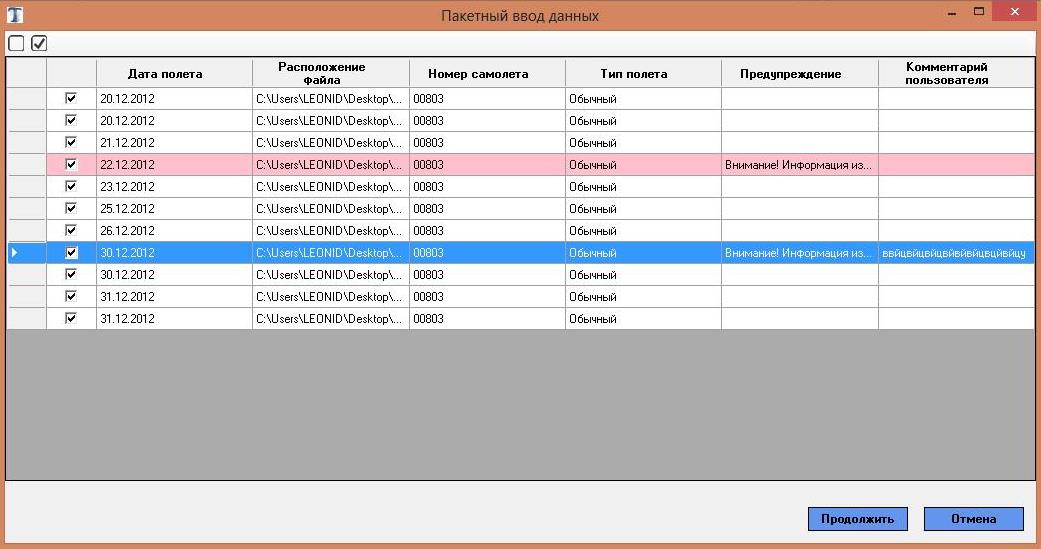 Пакетный ввод данных
Дата полета Расположение файла Номер самолета Тип полета Предупреждение Комментарий пользователя
20.12.2012 C:\Users\LEONID\Desktop\... 00803 Обычный
20.12.2012 C:\Users\LEONID\Desktop\... 00803 Обычный
21.12.2012 C:\Users\LEONID\Desktop\... 00803 Обычный
22.12.2012 C:\Users\LEONID\Desktop\... 00803 Обычный Внимание! Информация из...
23.12.2012 C:\Users\LEONID\Desktop\... 00803 Обычный
25.12.2012 C:\Users\LEONID\Desktop\... 00803 Обычный
26.12.2012 C:\Users\LEONID\Desktop\... 00803 Обычный
30.12.2012 C:\Users\LEONID\Desktop\... 00803 Обычный Внимание! Информация из...
30.12.2012 C:\Users\LEONID\Desktop\... 00803 Обычный
31.12.2012 C:\Users\LEONID\Desktop\... 00803 Обычный
31.12.2012 C:\Users\LEONID\Desktop\... 00803 Обычный
Продолжить Отмена